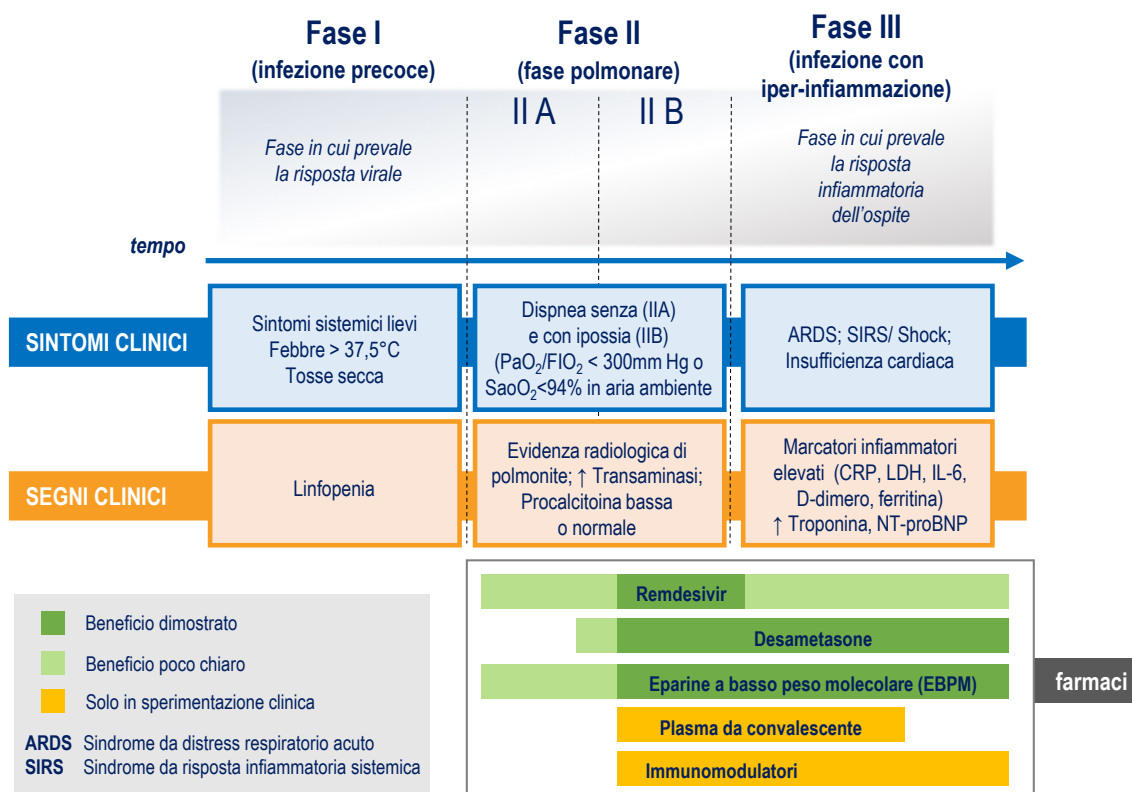 Fase I
(infezione precoce)
Fase II
(fase polmonare)
Fase III
(infezione con
iper-infiammazione)
II A
II B
Fase in cui prevale
la risposta virale
Fase in cui prevale
la risposta
infiammatoria
dell'ospite
tempo
SINTOMI CLINICI
Sintomi sistemici lievi
Febbre > 37,5°C
Tosse secca
Dispnea senza (IIA)
e con ipossia (IIB)
(PaO2/FIO2 < 300mm Hg o
SaoO2<94% in aria ambiente
ARDS; SIRS/ Shock;
Insufficienza cardiaca
SEGNI CLINICI
Linfopenia
Evidenza radiologica di
polmonite; ↑ Transaminasi;
Procalcitoina bassa
o normale
Marcatori infiammatori
elevati (CRP, LDH, IL-6,
D-dimero, ferritina)
↑ Troponina, NT-proBNP
Beneficio dimostrato
Beneficio poco chiaro
Solo in sperimentazione clinica
ARDS Sindrome da distress respiratorio acuto
SIRS Sindrome da risposta infiammatoria sistemica
Remdesivir
Desametasone
Eparine a basso peso molecolare (EBPM)
Plasma da convalescente
Immunomodulatori
farmaci